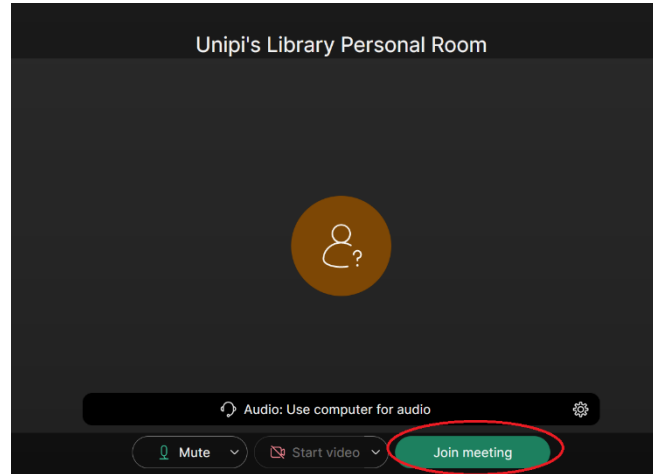 Unipi's Library Personal Room
?
Audio: Use computer for audio
Mute
Start video
Join meeting